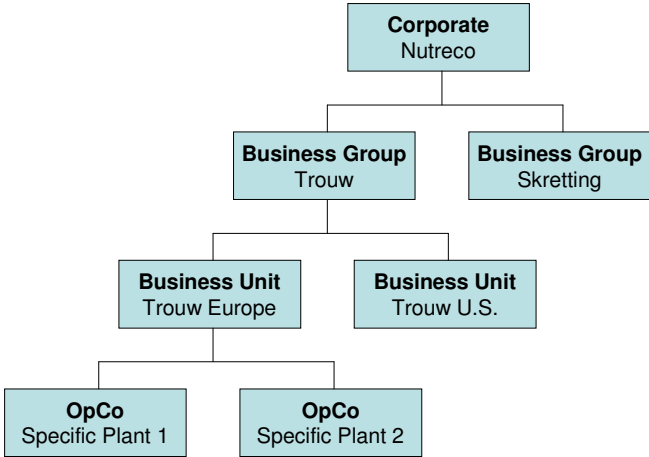 Corporate
Nutreco
Business Group
Trouw
Business Group
Skretting
Business Unit
Trouw Europe
Business Unit
Trouw U.S.
OpCo
Specific Plant 1
OpCo
Specific Plant 2